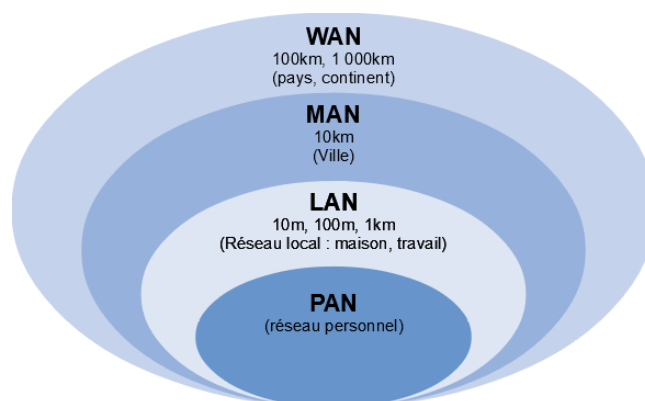 WAN
100km, 1 000km
(pays, continent)
MAN
10km
(Ville)
LAN
10m, 100m, 1km
(Réseau local : maison, travail)
PAN
(réseau personnel)